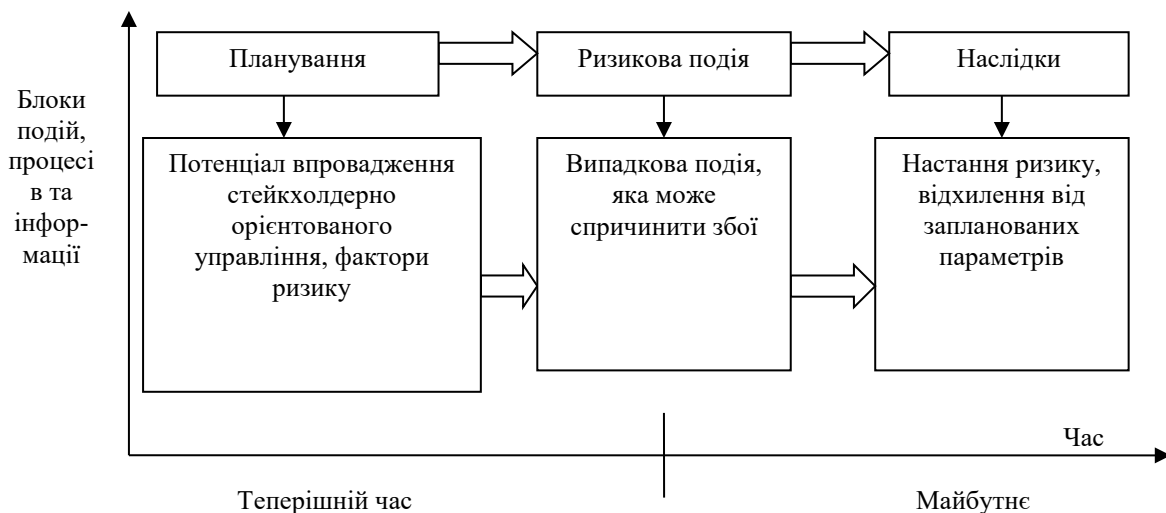 Планування
Ризикова подія
Наслідки
Блоки
подій,
процесі
в та
інфор-
мації
Потенціал впровадження
стейкхолдерно
орієнтованого
управління, фактори
ризику
Випадкова подія,
яка може
спричинити збої
Настання ризику,
відхилення від
запланованих
параметрів
Час
Теперішній час
Майбутнє